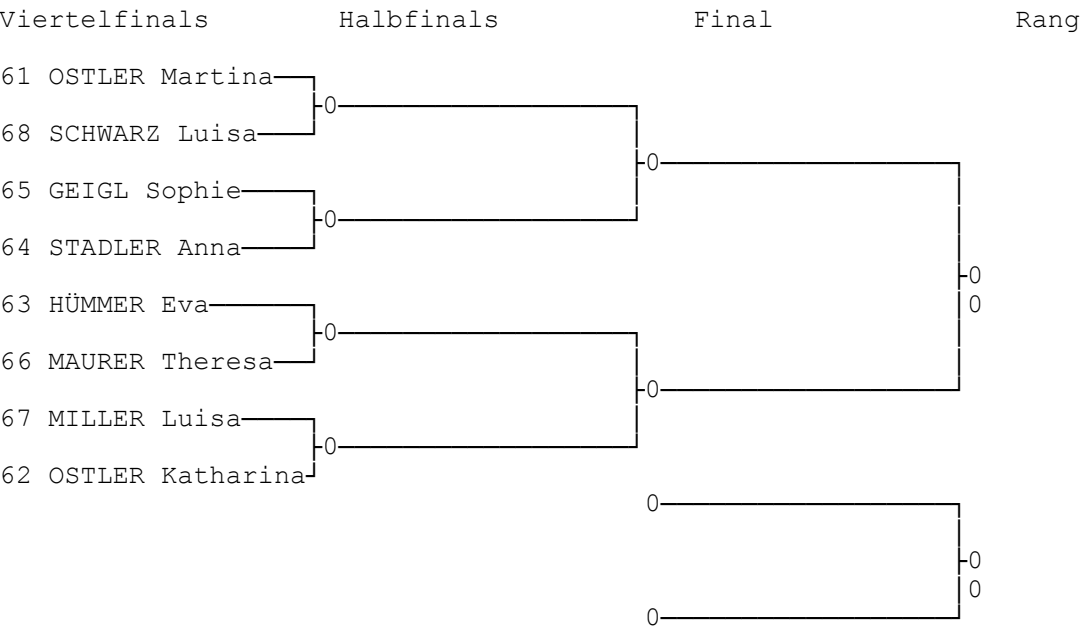 Viertelfinals Halbfinals Final Rang
61 OSTLER Martina
0
68 SCHWARZ Luisa
0
65 GEIGL Sophie
0
64 STADLER Anna
0
63 HÜMMER Eva 0
0
66 MAURER Theresa
0
67 MILLER Luisa
0
62 OSTLER Katharina
0
0
0
0